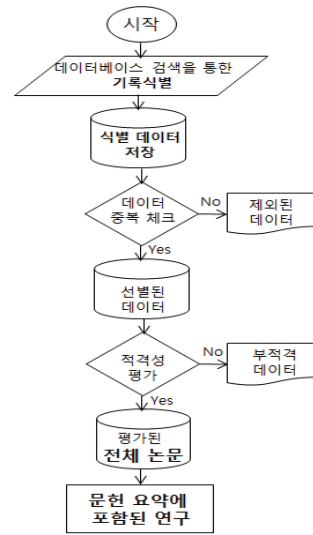 시작
데이터베이스 검색을 통한
기록식별
식별 데이터
저장
데이터
중복 체크
No
제외된
데이터
Yes
선별된
데이터
적격성
평가
No
부적격
데이터
Yes
평가된
전체 논문
문헌 요약에
포함된 연구